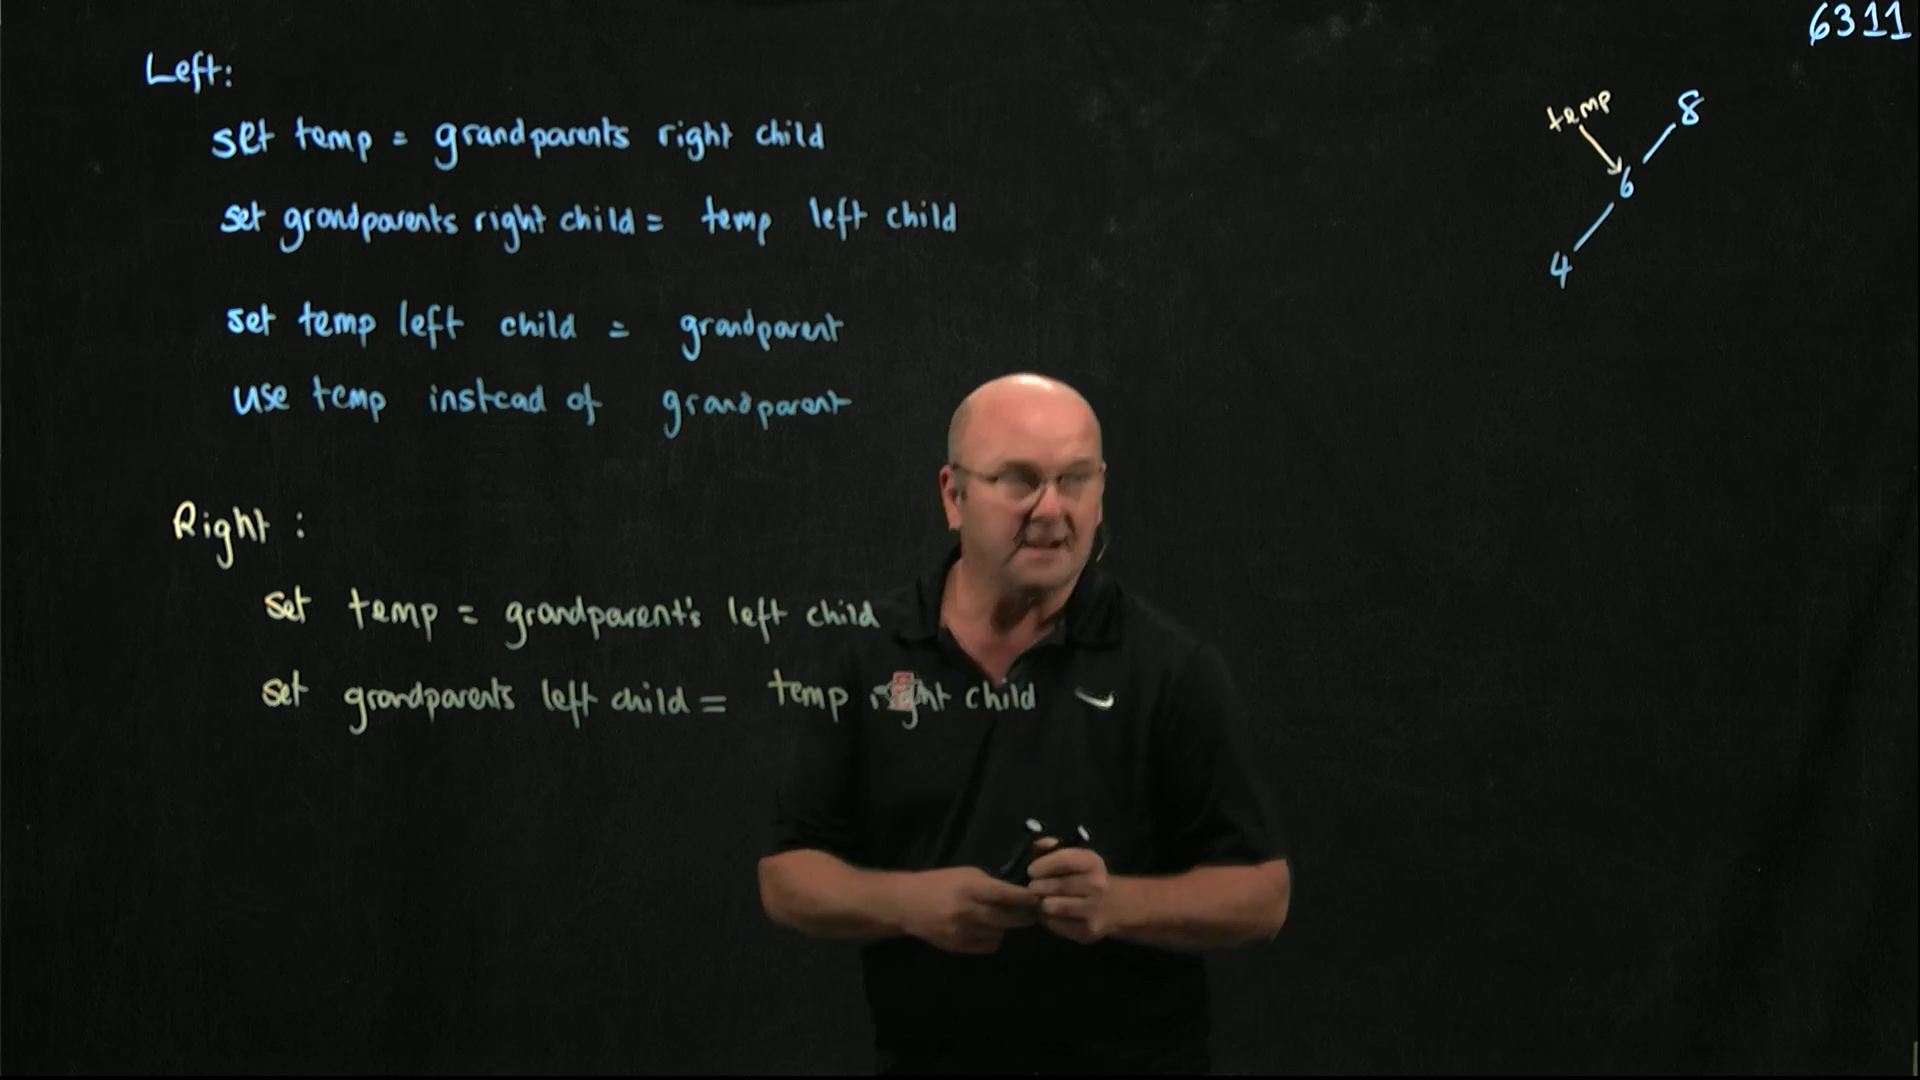 6311
Left:
set temp = grandparents right child
set grandparents right child = temp left child
set temp left child = grandparent
use temp instead of grandparent
Right:
set temp = grandparent's left child
set grandparents left child = temp right child
temp
8
6
4